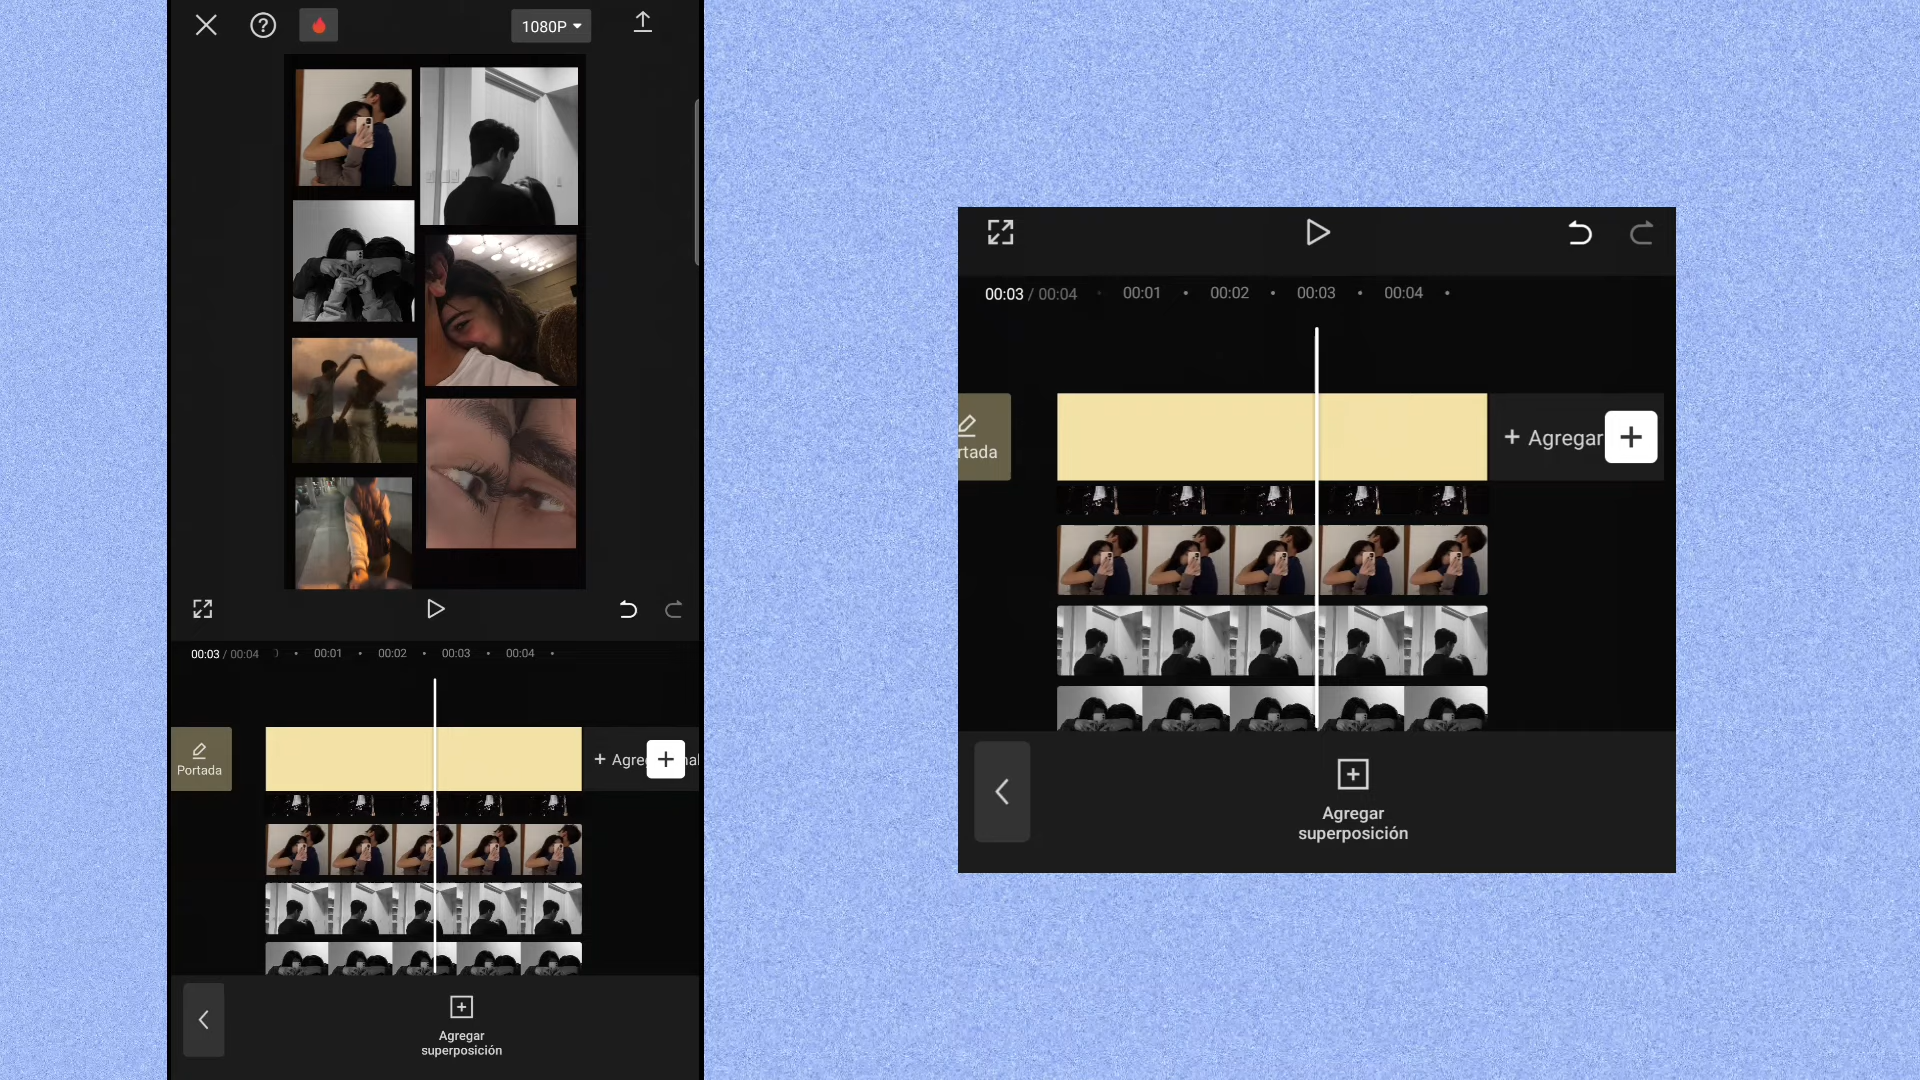 1080P
00:03 / 00:04
00:01
00:02
00:03
00:04
Portada
+ Agre
Agregar
superposición
00:03 / 00:04
00:01
00:02
00:03
00:04
rtada
+ Agregar
Agregar
superposición